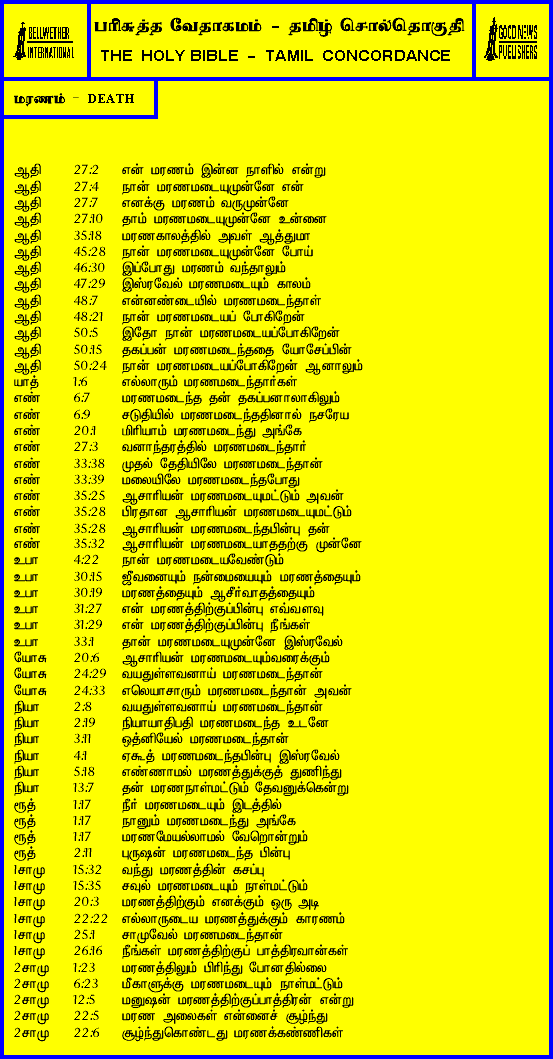 BELLWETHER
INTERNATIONAL
பரிசுத்த வேதாகமம் - தமிழ் சொல்தொகுதி
THE HOLY BIBLE - TAMIL CONCORDANCE
GOOD NEWS
PUBLISHERS
மரணம் - DEATH
ஆதி 27:2 என் மரணம் இன்ன நாளில் என்று
ஆதி 27:4 நான் மரணமடையுமுன்னே என்
ஆதி 27:7 எனக்கு மரணம் வருமுன்னே
ஆதி 27:10 தாம் மரணமடையுமுன்னே உன்னை
ஆதி 35:18 மரணகாலத்தில் அவள் ஆத்துமா
ஆதி 45:28 நான் மரணமடையுமுன்னே போய்
ஆதி 46:30 இப்போது மரணம் வந்தாலும்
ஆதி 47:29 இஸ்ரவேல் மரணமடையும் காலம்
ஆதி 48:7 என்னண்டையில் மரணமடைந்தாள்
ஆதி 48:21 நான் மரணமடையப் போகிறேன்
ஆதி 50:5 இதோ நான் மரணமடையப்போகிறேன்
ஆதி 50:15 தகப்பன் மரணமடைந்ததை யோசேப்பின்
ஆதி 50:24 நான் மரணமடையப்போகிறேன் ஆனாலும்
யாத் 1:6 எல்லாரும் மரணமடைந்தார்கள்
எண் 6:7 மரணமடைந்த தன் தகப்பனாலாகிலும்
எண் 6:9 சடுதியில் மரணமடைந்ததினால் நசரேய
எண் 20:1 மிரியாம் மரணமடைந்து அங்கே
எண் 27:3 வனாந்தரத்தில் மரணமடைந்தார்
எண் 33:38 முதல் தேதியிலே மரணமடைந்தான்
எண் 33:39 மலையிலே மரணமடைந்தபோது
எண் 35:25 ஆசாரியன் மரணமடையுமட்டும் அவன்
எண் 35:28 பிரதான ஆசாரியன் மரணமடையுமட்டும்
எண் 35:28 ஆசாரியன் மரணமடைந்தபின்பு தன்
எண் 35:32 ஆசாரியன் மரணமடையாததற்கு முன்னே
உபா 4:22 நான் மரணமடையவேண்டும்
உபா 30:15 ஜீவனையும் நன்மையையும் மரணத்தையும்
உபா 30:19 மரணத்தையும் ஆசீர்வாதத்தையும்
உபா 31:27 என் மரணத்திற்குப்பின்பு எவ்வளவு
உபா 31:29 என் மரணத்திற்குப்பின்பு நீங்கள்
உபா 33:1 தான் மரணமடையுமுன்னே இஸ்ரவேல்
யோசு 20:6 ஆசாரியன் மரணமடையும்வரைக்கும்
யோசு 24:29 வயதுள்ளவனாய் மரணமடைந்தான்
யோசு 24:33 எலெயாசாரும் மரணமடைந்தான் அவன்
நியா 2:8 வயதுள்ளவனாய் மரணமடைந்தான்
நியா 2:19 நியாயாதிபதி மரணமடைந்த உடனே
நியா 3:11 ஒத்னியேல் மரணமடைந்தான்
நியா 4:1 ஏகூத் மரணமடைந்தபின்பு இஸ்ரவேல்
நியா 5:18 எண்ணாமல் மரணத்துக்குத் துணிந்து
நியா 13:7 தன் மரணநாள்மட்டும் தேவனுக்கென்று
ரூத் 1:17 நீர் மரணமடையும் இடத்தில்
ரூத் 1:17 நானும் மரணமடைந்து அங்கே
ரூத் 1:17 மரணமேயல்லாமல் வேறொன்றும்
ரூத் 2:11 புருஷன் மரணமடைந்த பின்பு
1சாமு 15:32 வந்து மரணத்தின் கசப்பு
1சாமு 15:35 சவுல் மரணமடையும் நாள்மட்டும்
1சாமு 20:3 மரணத்திற்கும் எனக்கும் ஒரு அடி
1சாமு 22:22 எல்லாருடைய மரணத்துக்கும் காரணம்
1சாமு 25:1 சாமுவேல் மரணமடைந்தான்
1சாமு 26:16 நீங்கள் மரணத்திற்குப் பாத்திரவான்கள்
2சாமு 1:23 மரணத்திலும் பிரிந்து போனதில்லை
2சாமு 6:23 மீகாளுக்கு மரணமடையும் நாள்மட்டும்
2சாமு 12:5 மனுஷன் மரணத்திற்குப்பாத்திரன் என்று
2சாமு 22:5 மரண அலைகள் என்னைச் சூழ்ந்து
2சாமு 22:6 சூழ்ந்துகொண்டது மரணக்கண்ணிகள்